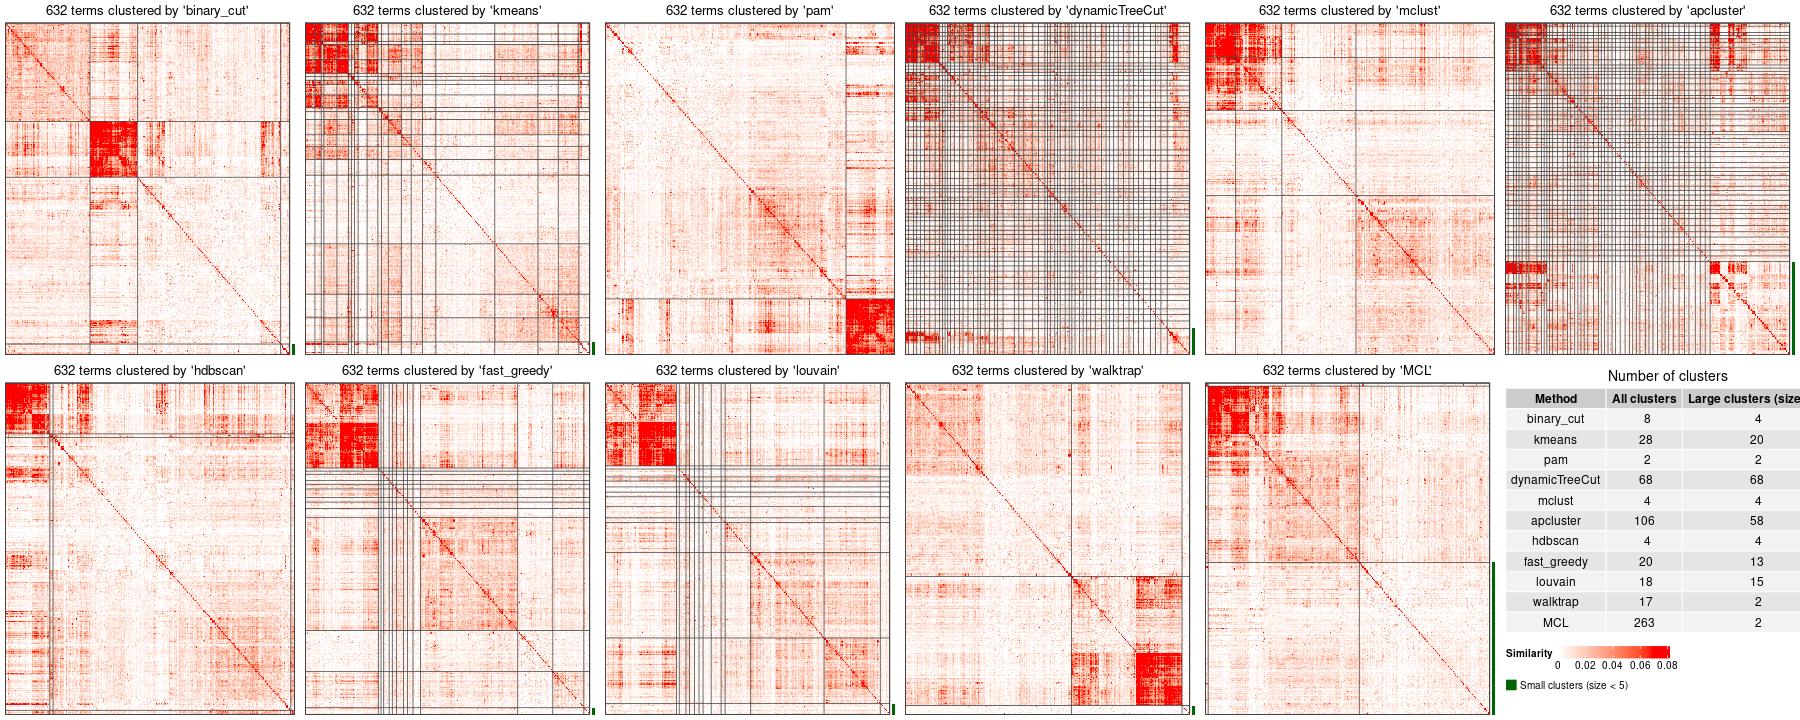 632 terms clustered by 'binary_cut'
632 terms clustered by 'kmeans'
632 terms clustered by 'pam'
632 terms clustered by 'dynamicTreeCut'
632 terms clustered by 'mclust'
632 terms clustered by 'apcluster'
632 terms clustered by 'hdbscan'
632 terms clustered by 'fast_greedy'
632 terms clustered by 'louvain'
632 terms clustered by 'walktrap'
632 terms clustered by 'MCL'
Number of clusters
Method All clusters Large clusters (size
binary_cut 8 4
kmeans 28 20
pam 2 2
dynamicTreeCut 68 68
mclust 4 4
apcluster 106 58
hdbscan 4 4
fast_greedy 20 13
louvain 18 15
walktrap 17 2
MCL 263 2
Similarity
0 0.02 0.04 0.06 0.08
Small clusters (size < 5)